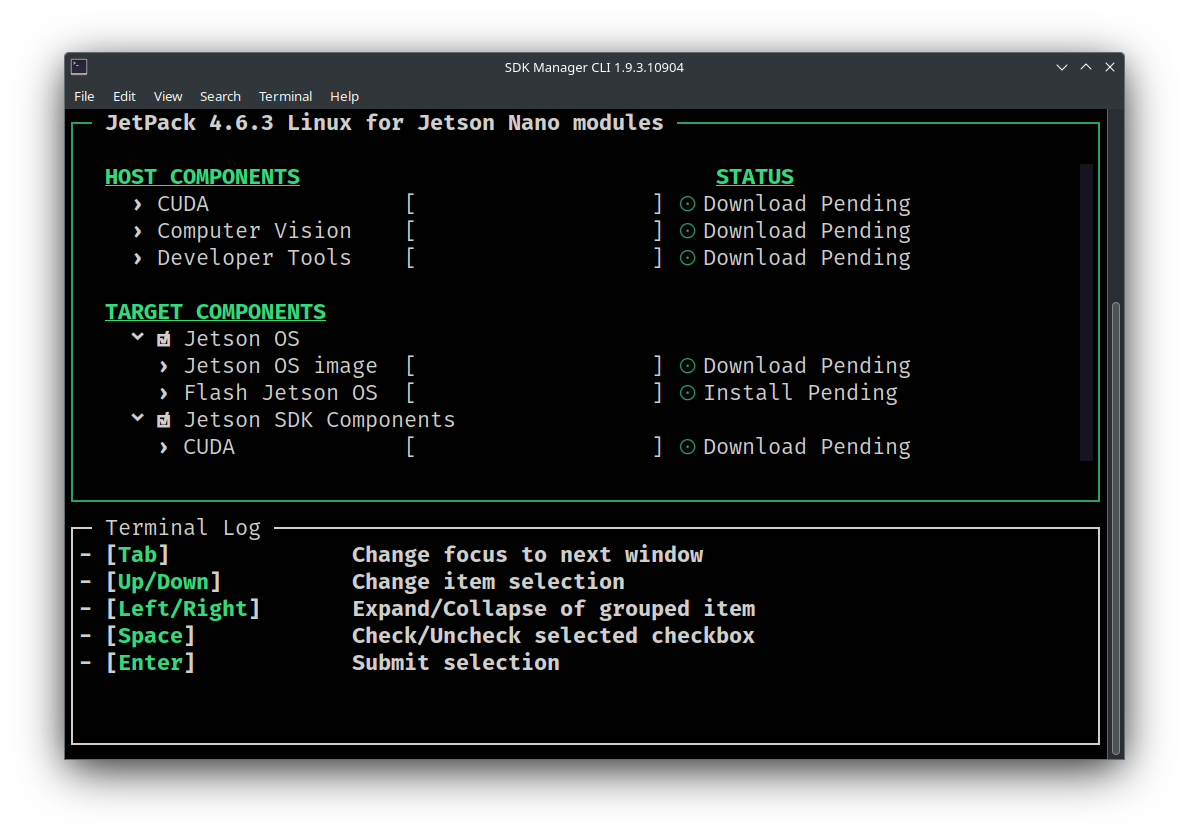 SDK Manager CLI 1.9.3.10904
File Edit View Search Terminal Help
JetPack 4.6.3 Linux for Jetson Nano modules
HOST COMPONENTS STATUS
› CUDA [ ] Download Pending
› Computer Vision [ ] Download Pending
› Developer Tools [ ] Download Pending
TARGET COMPONENTS
Jetson OS
› Jetson OS image [ ] Download Pending
› Flash Jetson OS [ ] Install Pending
Jetson SDK Components
› CUDA [ ] Download Pending
Terminal Log
- [Tab] Change focus to next window
- [Up/Down] Change item selection
- [Left/Right] Expand/Collapse of grouped item
- [Space] Check/Uncheck selected checkbox
- [Enter] Submit selection